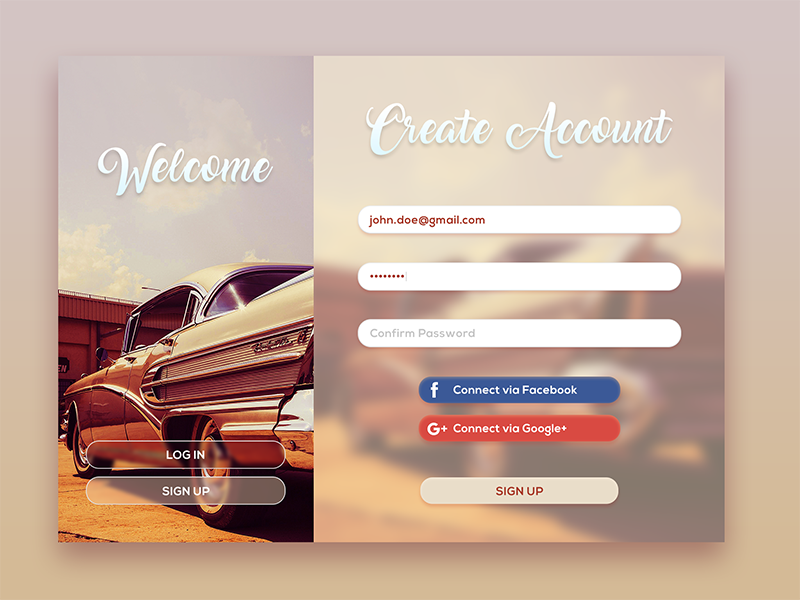 Welcome
LOG IN
SIGN UP
Create Account
john.doe@gmail.com
••••••••
Confirm Password
f Connect via Facebook
G+ Connect via Google+
SIGN UP